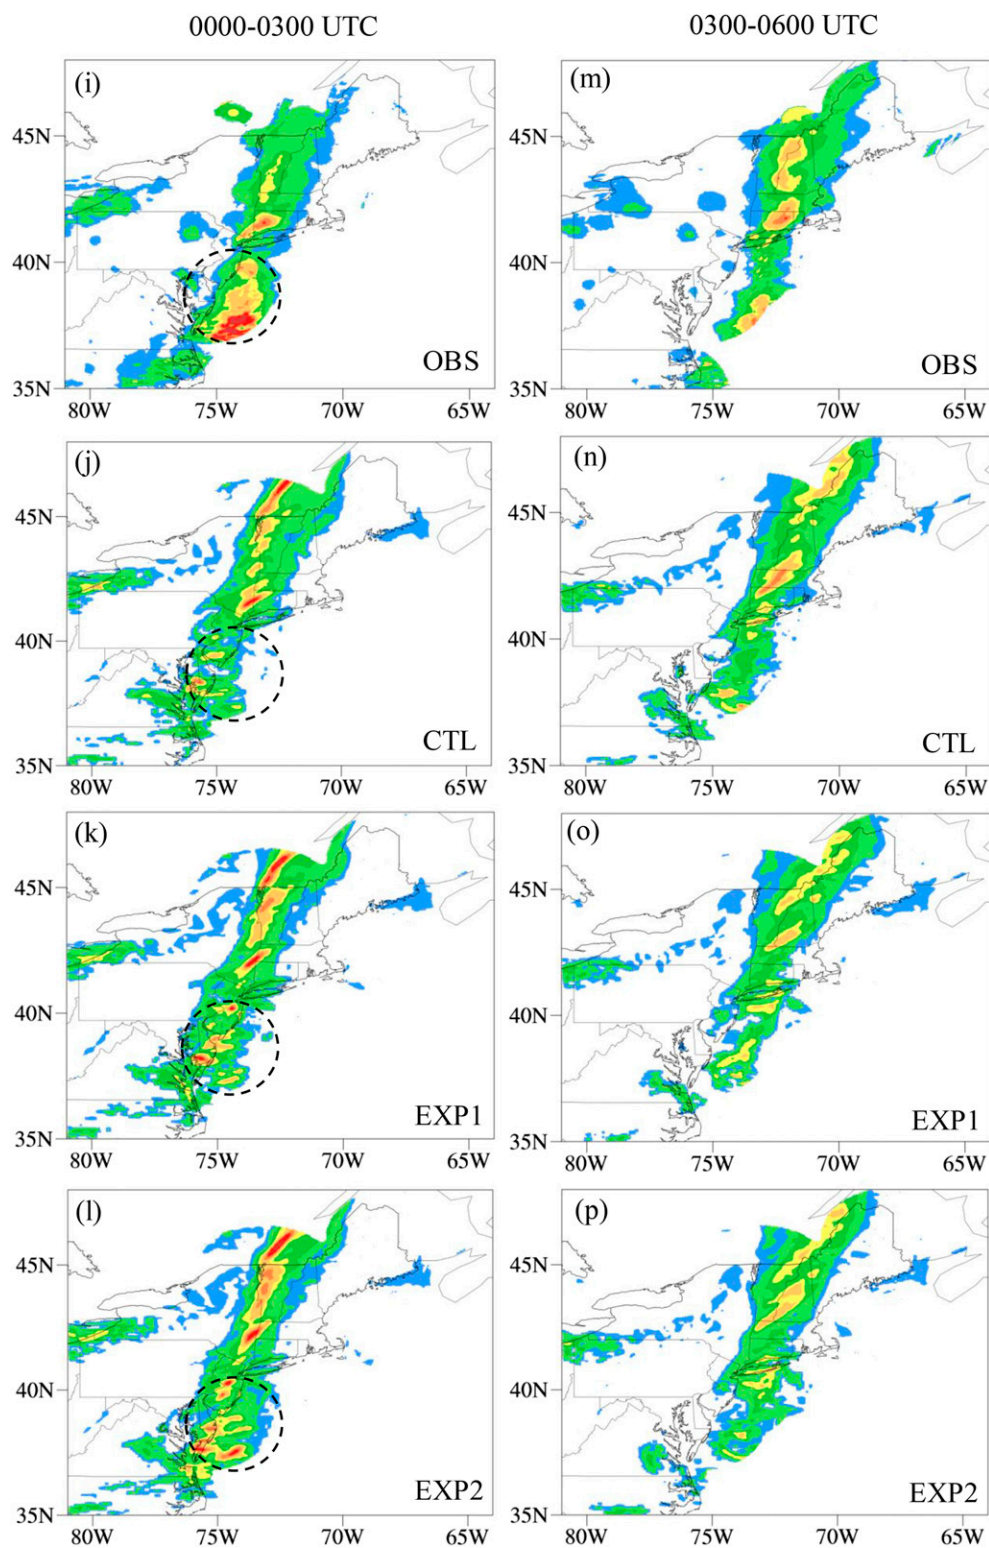 0000-0300 UTC 0300-0600 UTC
(i) (m)
45N 45N
40N 40N
OBS OBS
35N 35N
80W 75W 70W 65W 80W 75W 70W 65W
(j) (n)
45N 45N
40N 40N
CTL CTL
35N 35N
80W 75W 70W 65W 80W 75W 70W 65W
(k) (o)
45N 45N
40N 40N
EXP1 EXP1
35N 35N
80W 75W 70W 65W 80W 75W 70W 65W
(l) (p)
45N 45N
40N 40N
EXP2 EXP2
35N 35N
80W 75W 70W 65W 80W 75W 70W 65W